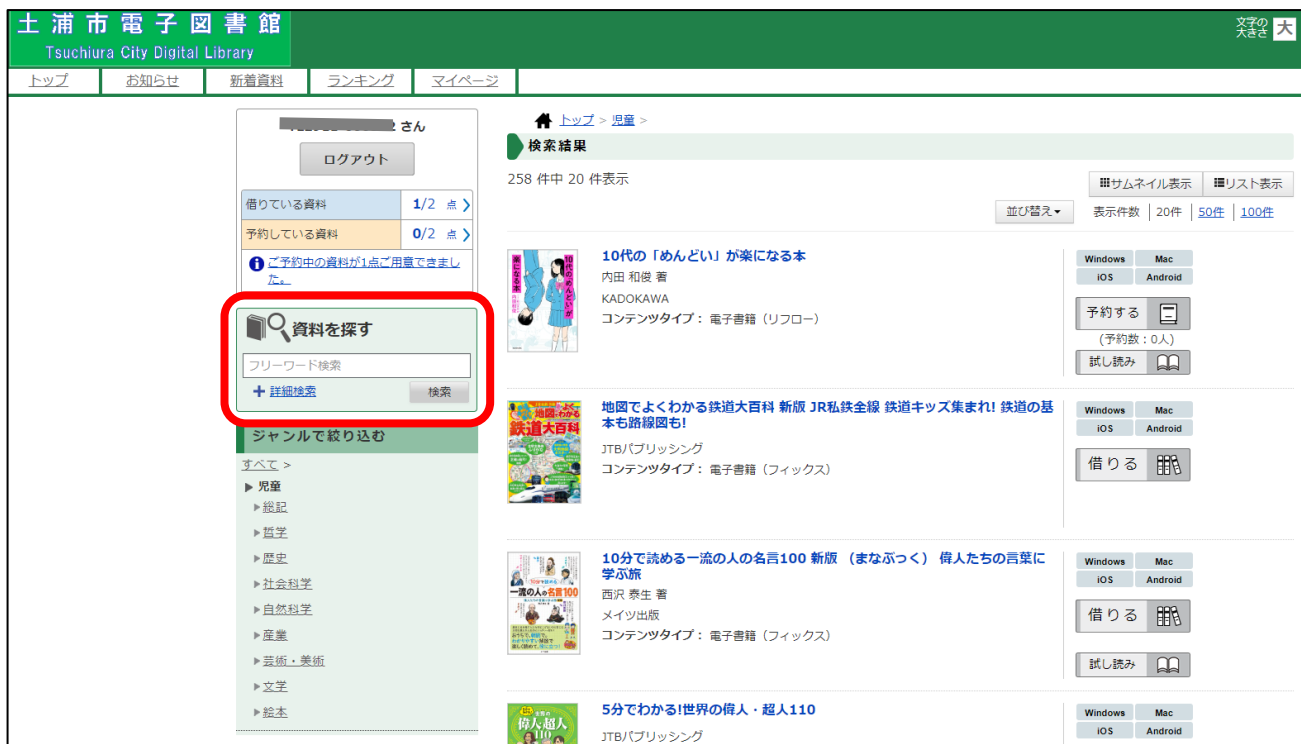 土浦市電子図書館
Tsuchiura City Digital Library
文字の
大きさ 大
トップ お知らせ 新着資料 ランキング マイページ
さん
ログアウト
借りている資料 1/2 点
予約している資料 0/2 点
ご予約中の資料が1点ご用意できまし
た。
資料を探す
フリーワード検索
詳細検索 検索
ジャンルで絞り込む
すべて >
児童
総記
哲学
歴史
社会科学
自然科学
産業
芸術・美術
文学
絵本
トップ > 児童 >
検索結果
258 件中 20 件表示
サムネイル表示 リスト表示
並び替え 表示件数 20件 50件 100件
10代の「めんどい」が楽になる本
内田 和俊 著
KADOKAWA
コンテンツタイプ： 電子書籍（リフロー）
Windows Mac
iOS Android
予約する
(予約数：0人)
試し読み
地図でよくわかる鉄道大百科 新版 JR私鉄全線 鉄道キッズ集まれ! 鉄道の基
本も路線図も!
JTBパブリッシング
コンテンツタイプ： 電子書籍（フィックス）
Windows Mac
iOS Android
借りる
10分で読める一流の人の名言100 新版 （まなぶっく） 偉人たちの言葉に
学ぶ旅
西沢 泰生 著
メイツ出版
コンテンツタイプ： 電子書籍（フィックス）
Windows Mac
iOS Android
借りる
試し読み
5分でわかる!世界の偉人・超人110
JTBパブリッシング
Windows Mac
iOS Android